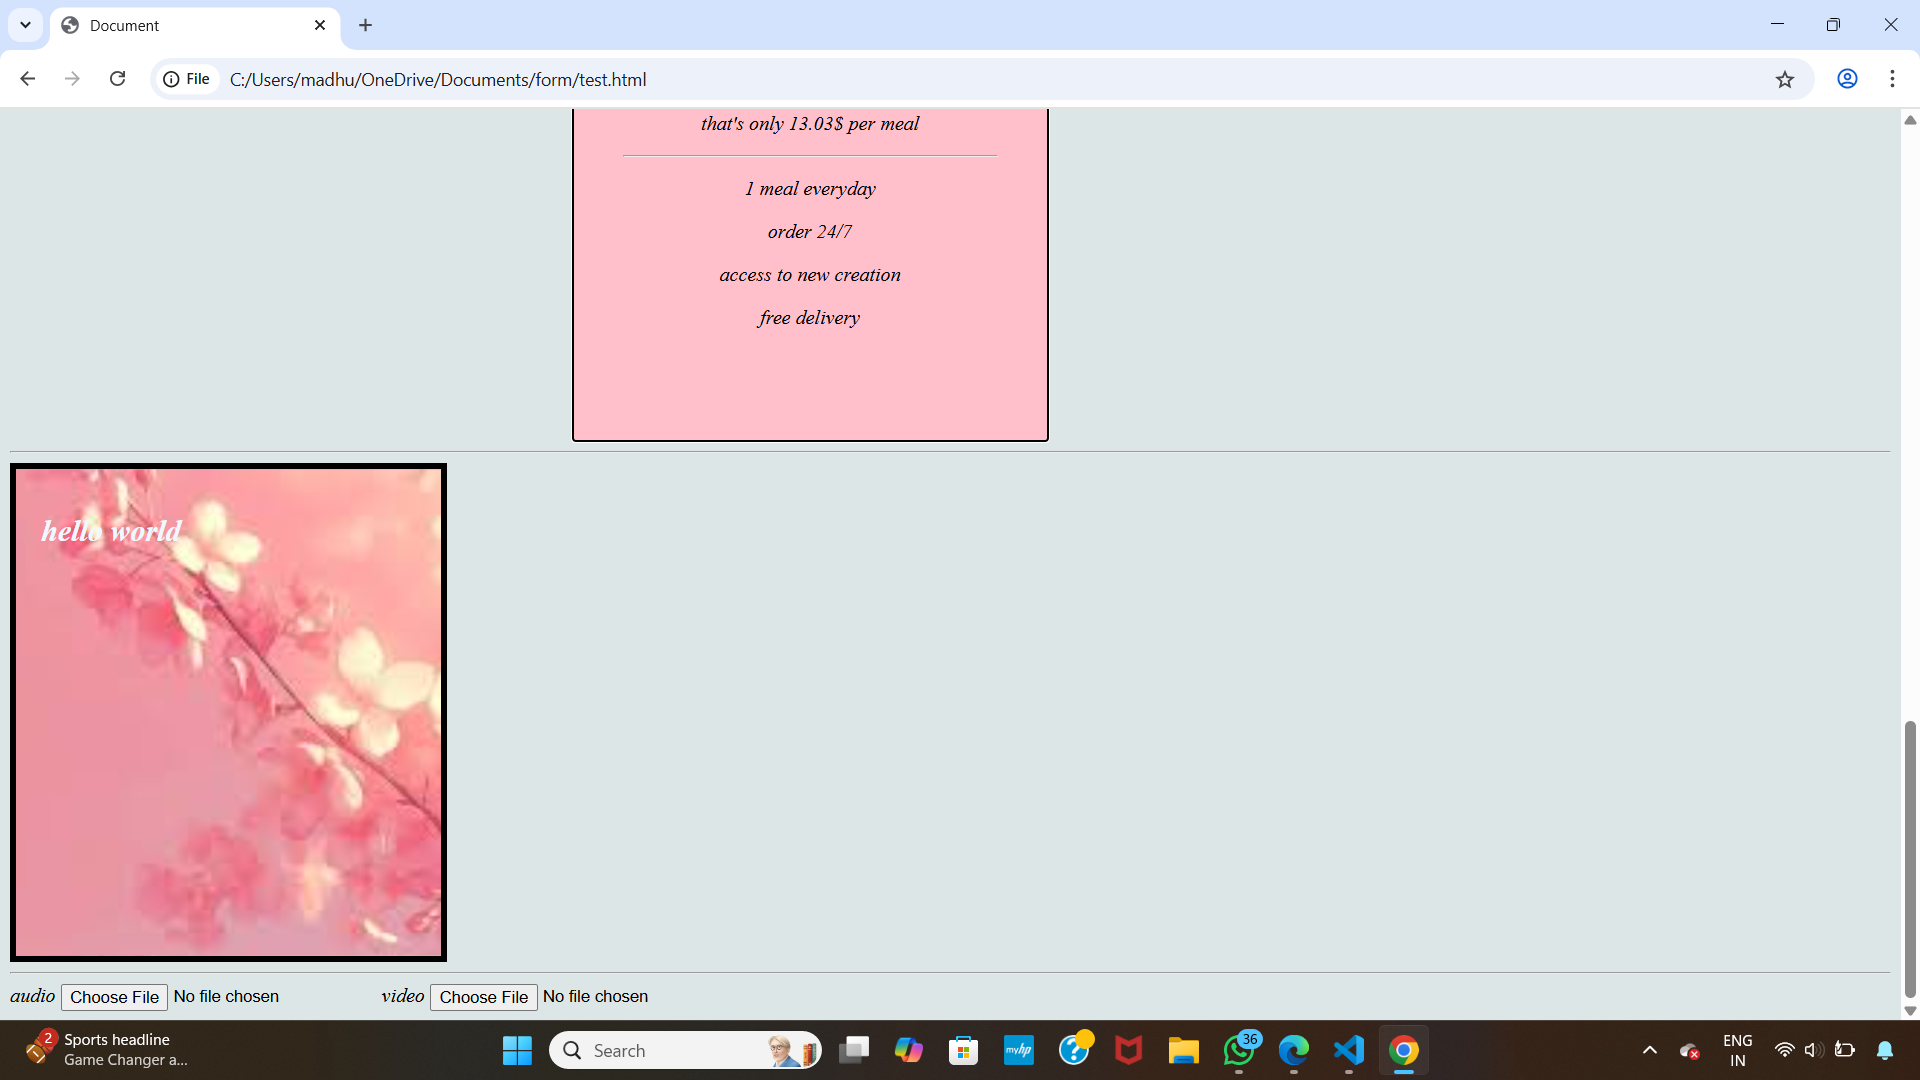 Document
File
C:/Users/madhu/OneDrive/Documents/form/test.html
that's only 13.03$ per meal
1 meal everyday
order 24/7
access to new creation
free delivery
hello world
audio Choose File No file chosen video Choose File No file chosen
2
Sports headline
Game Changer a...
Search
myhp
36
ENG
IN